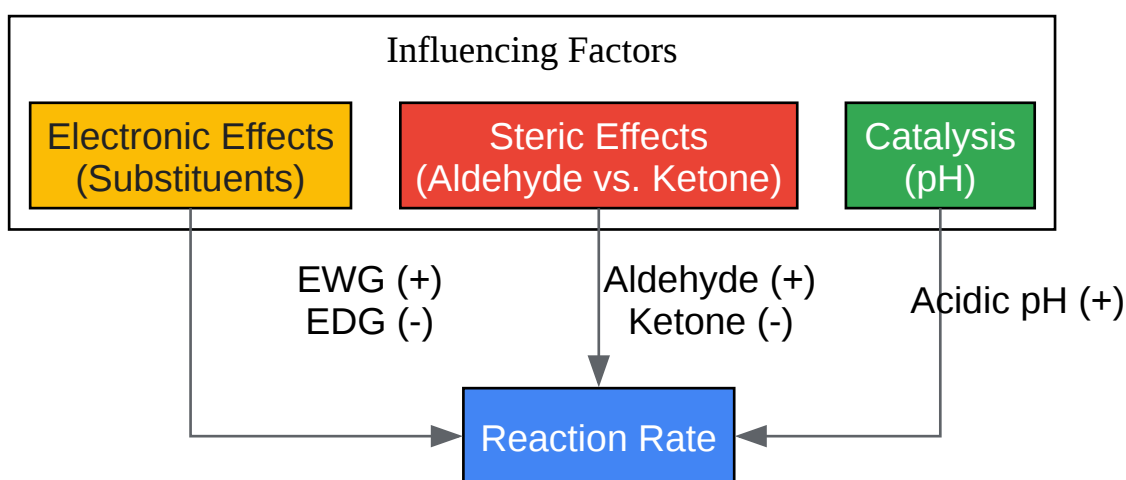 Influencing Factors
Electronic Effects
(Substituents)
Steric Effects
(Aldehyde vs. Ketone)
Catalysis
(pH)
EWG (+)
EDG (-)
Aldehyde (+)
Ketone (-)
Acidic pH (+)
Reaction Rate